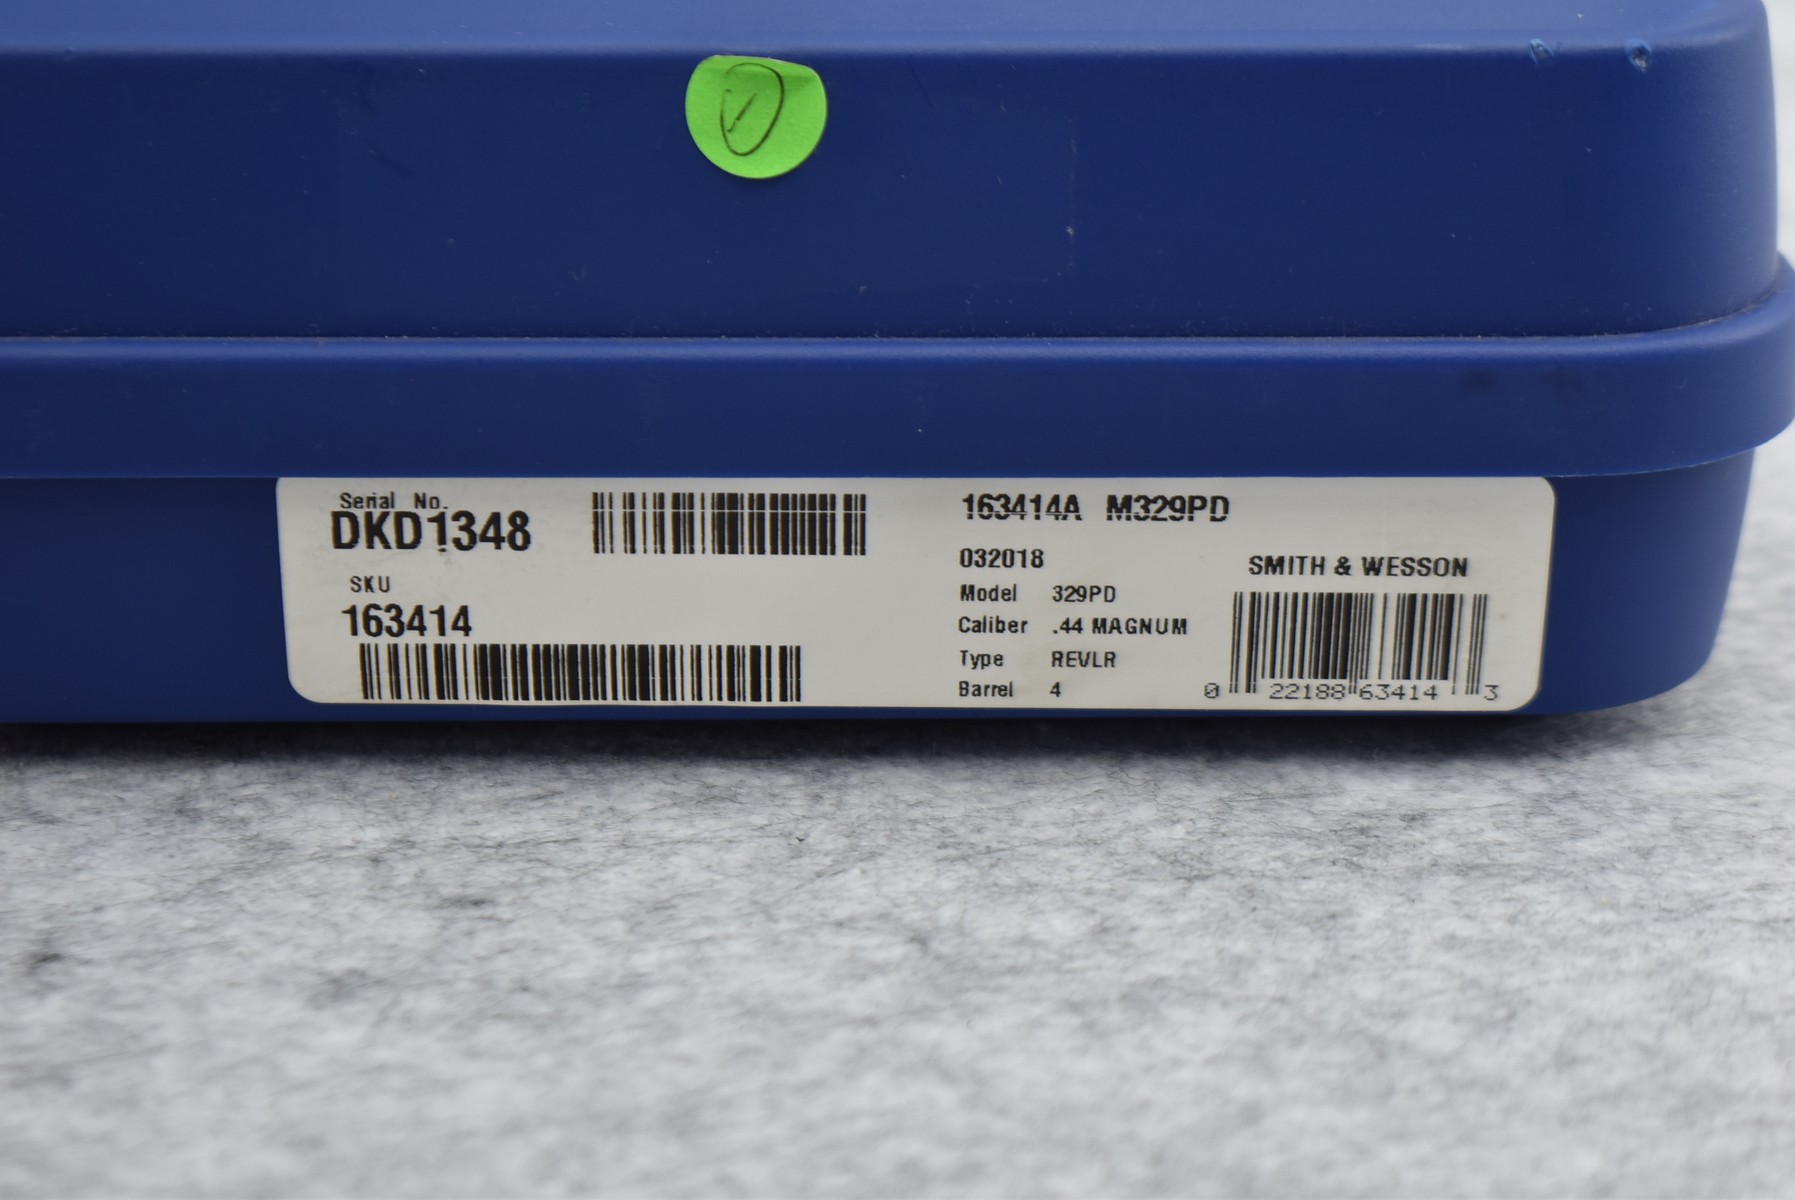 Serial No.
DKD1348
SKU
163414
163414A M329PD
032018
Model 329PD
Caliber .44 MAGNUM
Type REVLR
Barrel 4
SMITH & WESSON
0 22188 63414 3